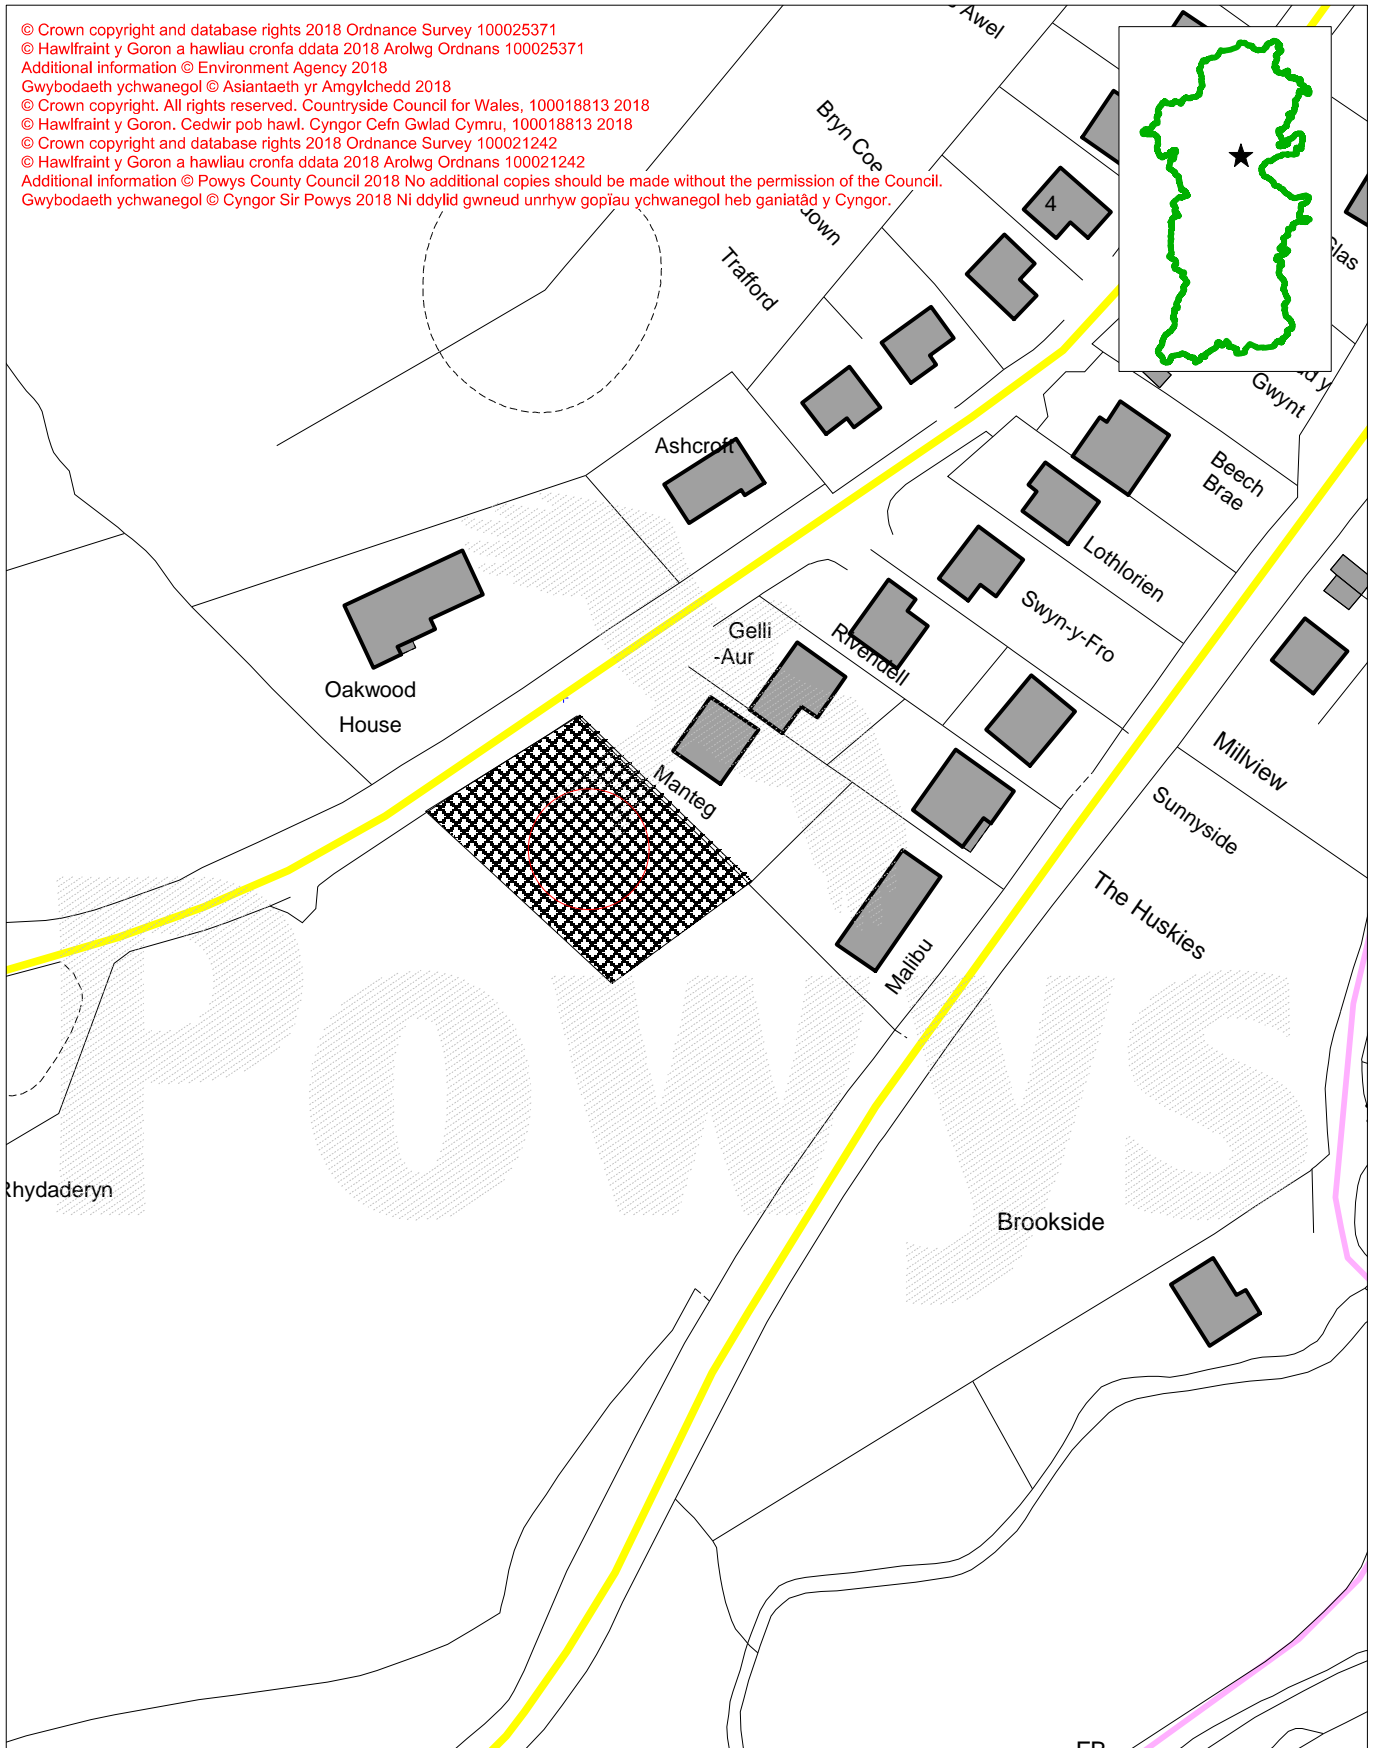 © Crown copyright and database rights 2018 Ordnance Survey 100025371
© Hawlfraint y Goron a hawliau cronfa ddata 2018 Arolwg Ordnans 100025371
Additional information © Environment Agency 2018
Gwybodaeth ychwanegol © Asiantaeth yr Amgylchedd 2018
© Crown copyright. All rights reserved. Countryside Council for Wales, 100018813 2018
© Hawlfraint y Goron. Cedwir pob hawl. Cyngor Cefn Gwlad Cymru, 100018813 2018
© Crown copyright and database rights 2018 Ordnance Survey 100021242
© Hawlfraint y Goron a hawliau cronfa ddata 2018 Arolwg Ordnans 100021242
Additional information © Powys County Council 2018 No additional copies should be made without the permission of the Council.
Gwybodaeth ychwanegol © Cyngor Sir Powys 2018 Ni ddylid gwneud unrhyw gopïau ychwanegol heb ganiatâd y Cyngor.
Awel
Bryn Coe
4
down
Trafford
Glas
y
Gwynt
Ashcroft
Beech
Brae
Lothlorien
Swyn-y-Fro
Gelli
-Aur
Rivendell
Oakwood
House
Manteg
Millview
Sunnyside
The Huskies
Malibu
Powys
Rhydaderyn
Brookside